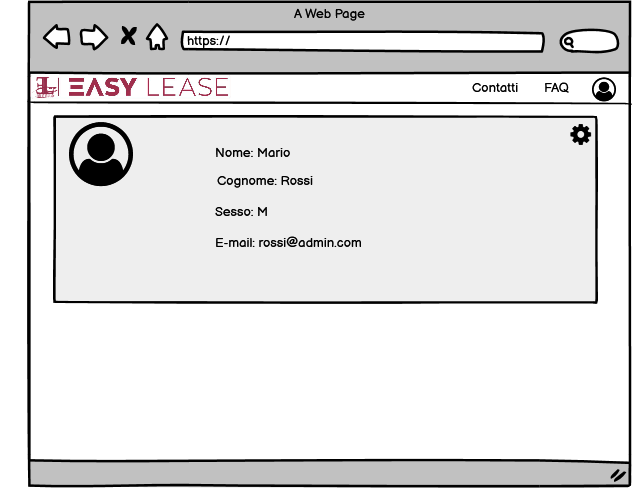 A Web Page
https://
EASY LEASE
Contatti
FAQ
Nome: Mario
Cognome: Rossi
Sesso: M
E-mail: rossi@admin.com